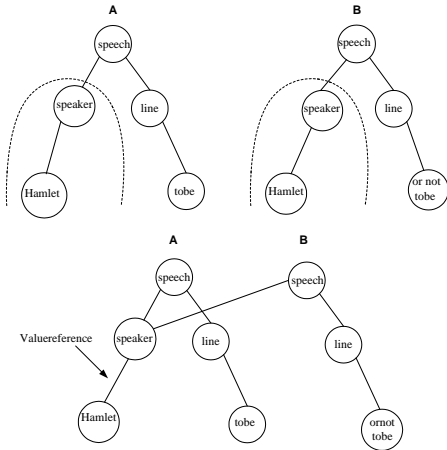 A
B
speech
speech
speaker
line
speaker
line
Hamlet
tobe
Hamlet
or not
tobe
A
B
speech
speech
Valuereference
speaker
line
line
Hamlet
tobe
ornot
tobe